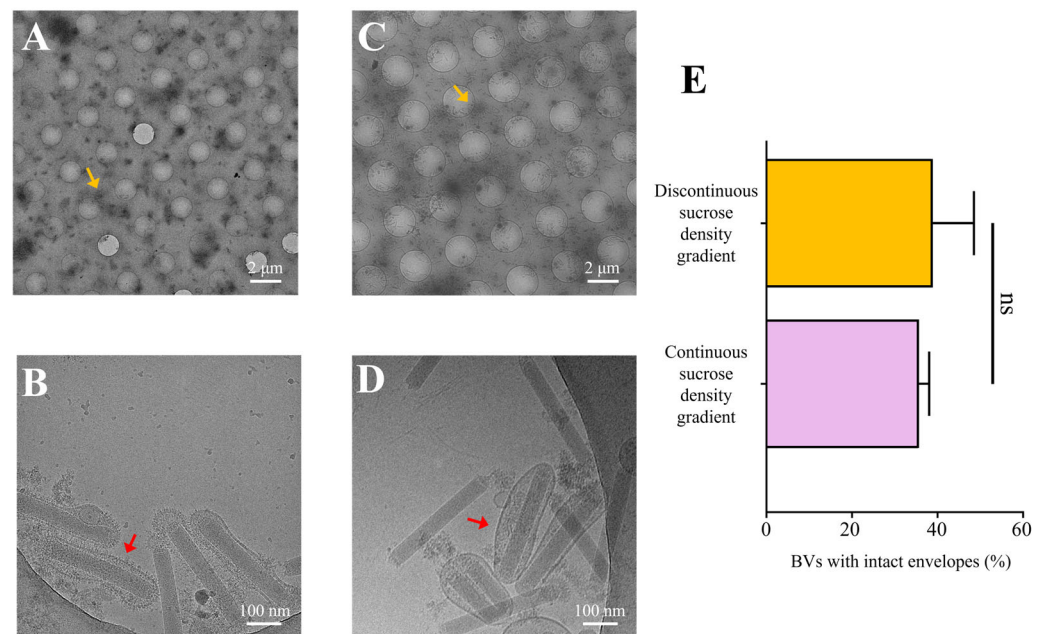 A
2 μm
C
2 μm
B
100 nm
D
100 nm
E
Discontinuous
sucrose
density
gradient
Continuous
sucrose
density
gradient
ns
0
20
40
60
BVs with intact envelopes (%)